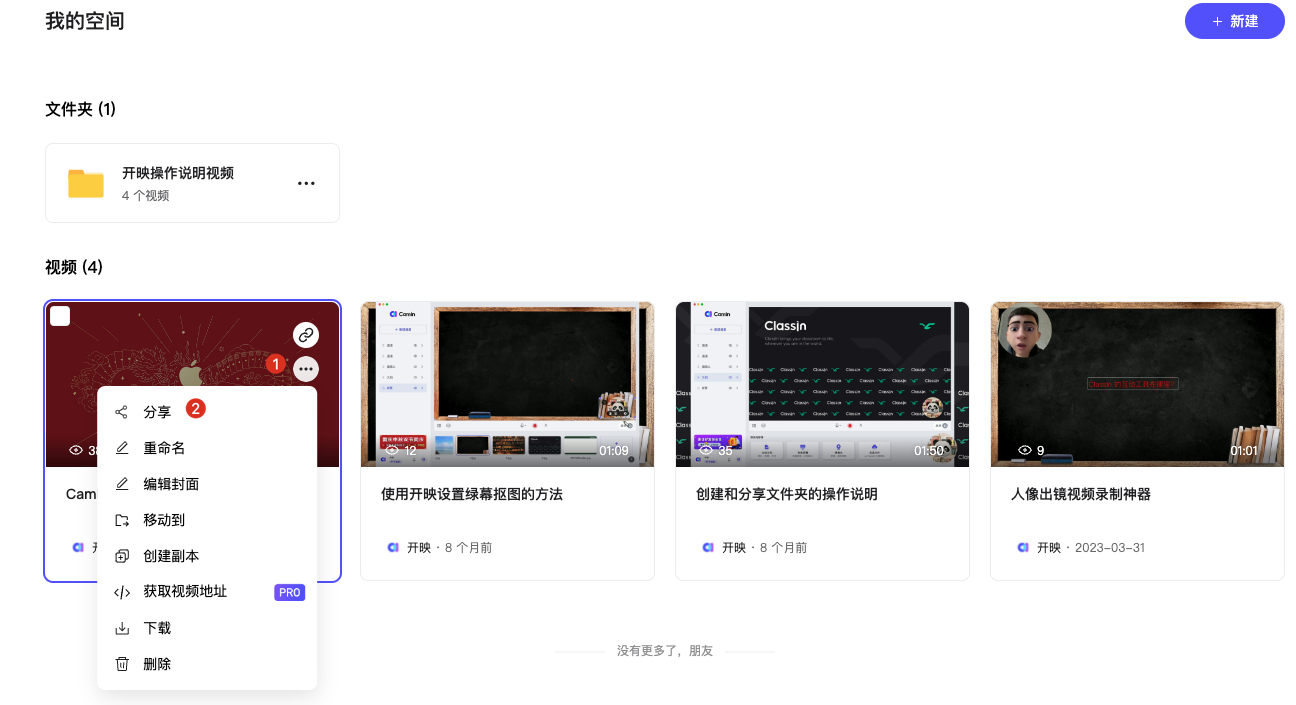 我的空间
+ 新建
文件夹 (1)
开映操作说明视频
4 个视频
视频 (4)
1
分享
2
重命名
编辑封面
移动到
创建副本
获取视频地址
PRO
下载
删除
Cam
Camin
12
01:09
使用开映设置绿幕抠图的方法
开映 · 8 个月前
Camin
Classin
35
01:50
创建和分享文件夹的操作说明
开映 · 8 个月前
9
01:01
人像出镜视频录制神器
开映 · 2023-03-31
没有更多了，朋友